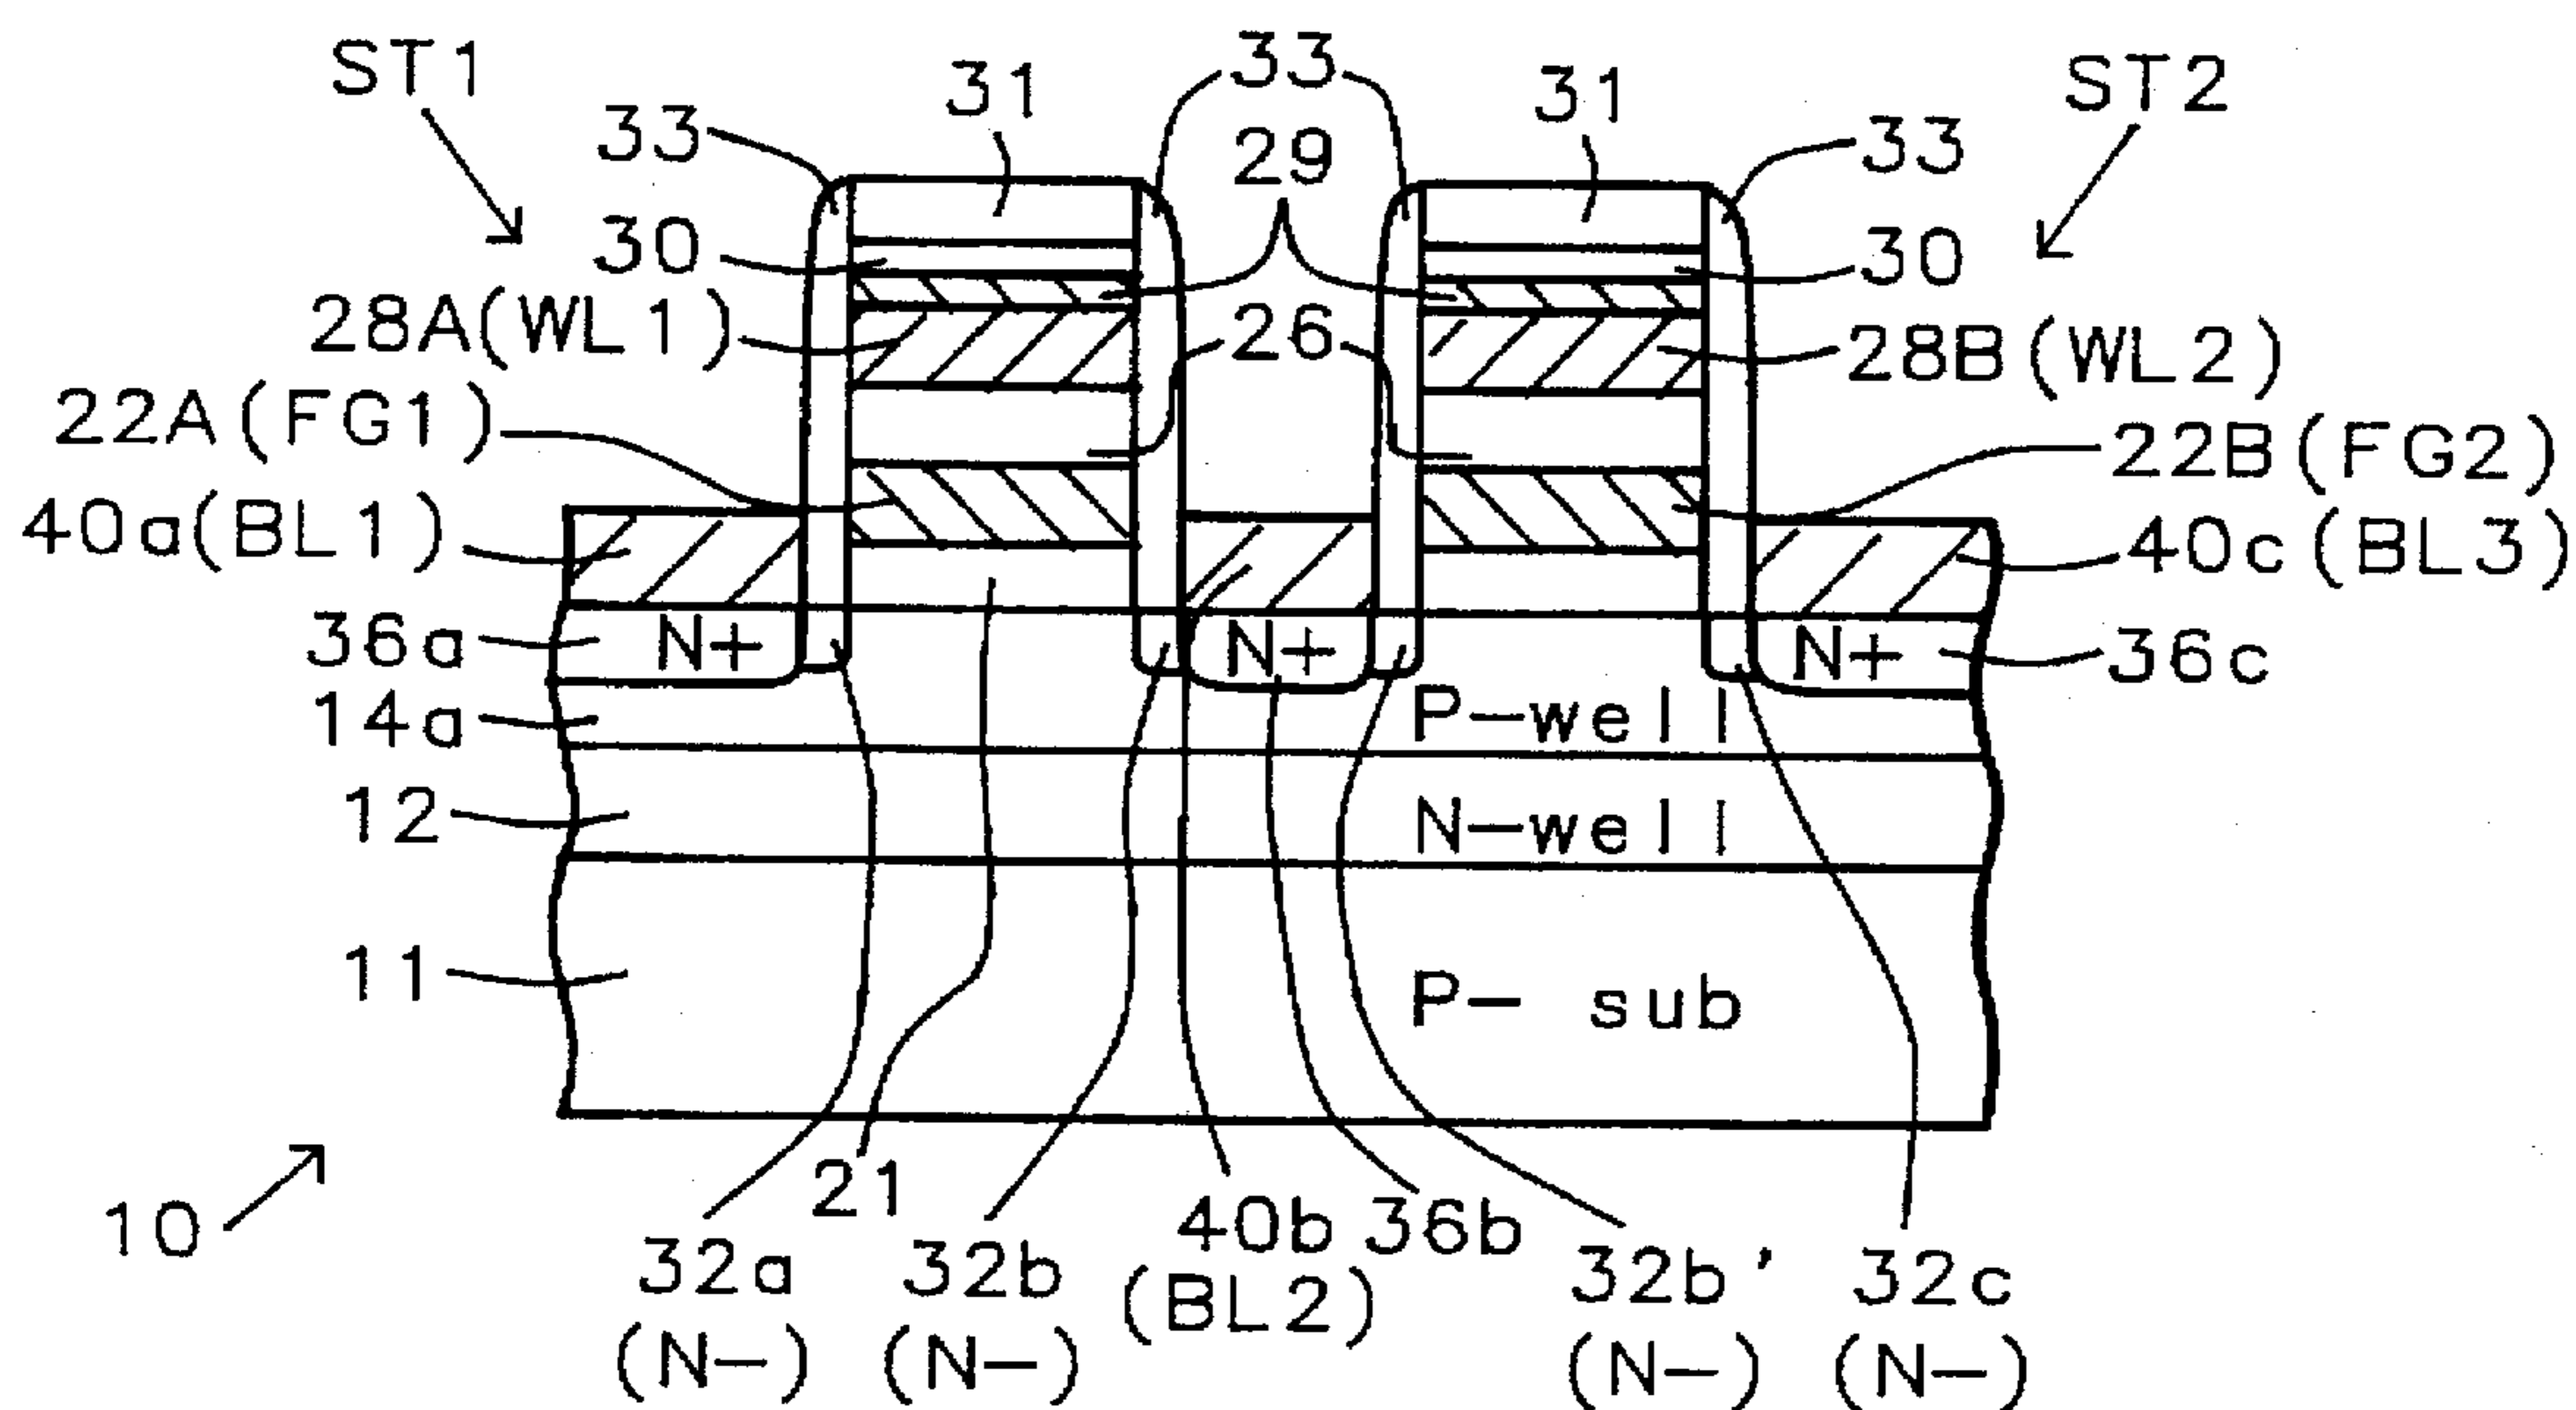 ST1
33
31
33
31
ST2
33
29
30
30
28A(WL1)
26
28B(WL2)
22A(FG1)
22B(FG2)
40a(BL1)
40c(BL3)
36a
N+
N+
N+
36c
14a
P-well
12
N-well
11
P- sub
10
21
40b
(BL2)
36b
32a
(N-)
32b
(N-)
32b'
(N-)
32c
(N-)